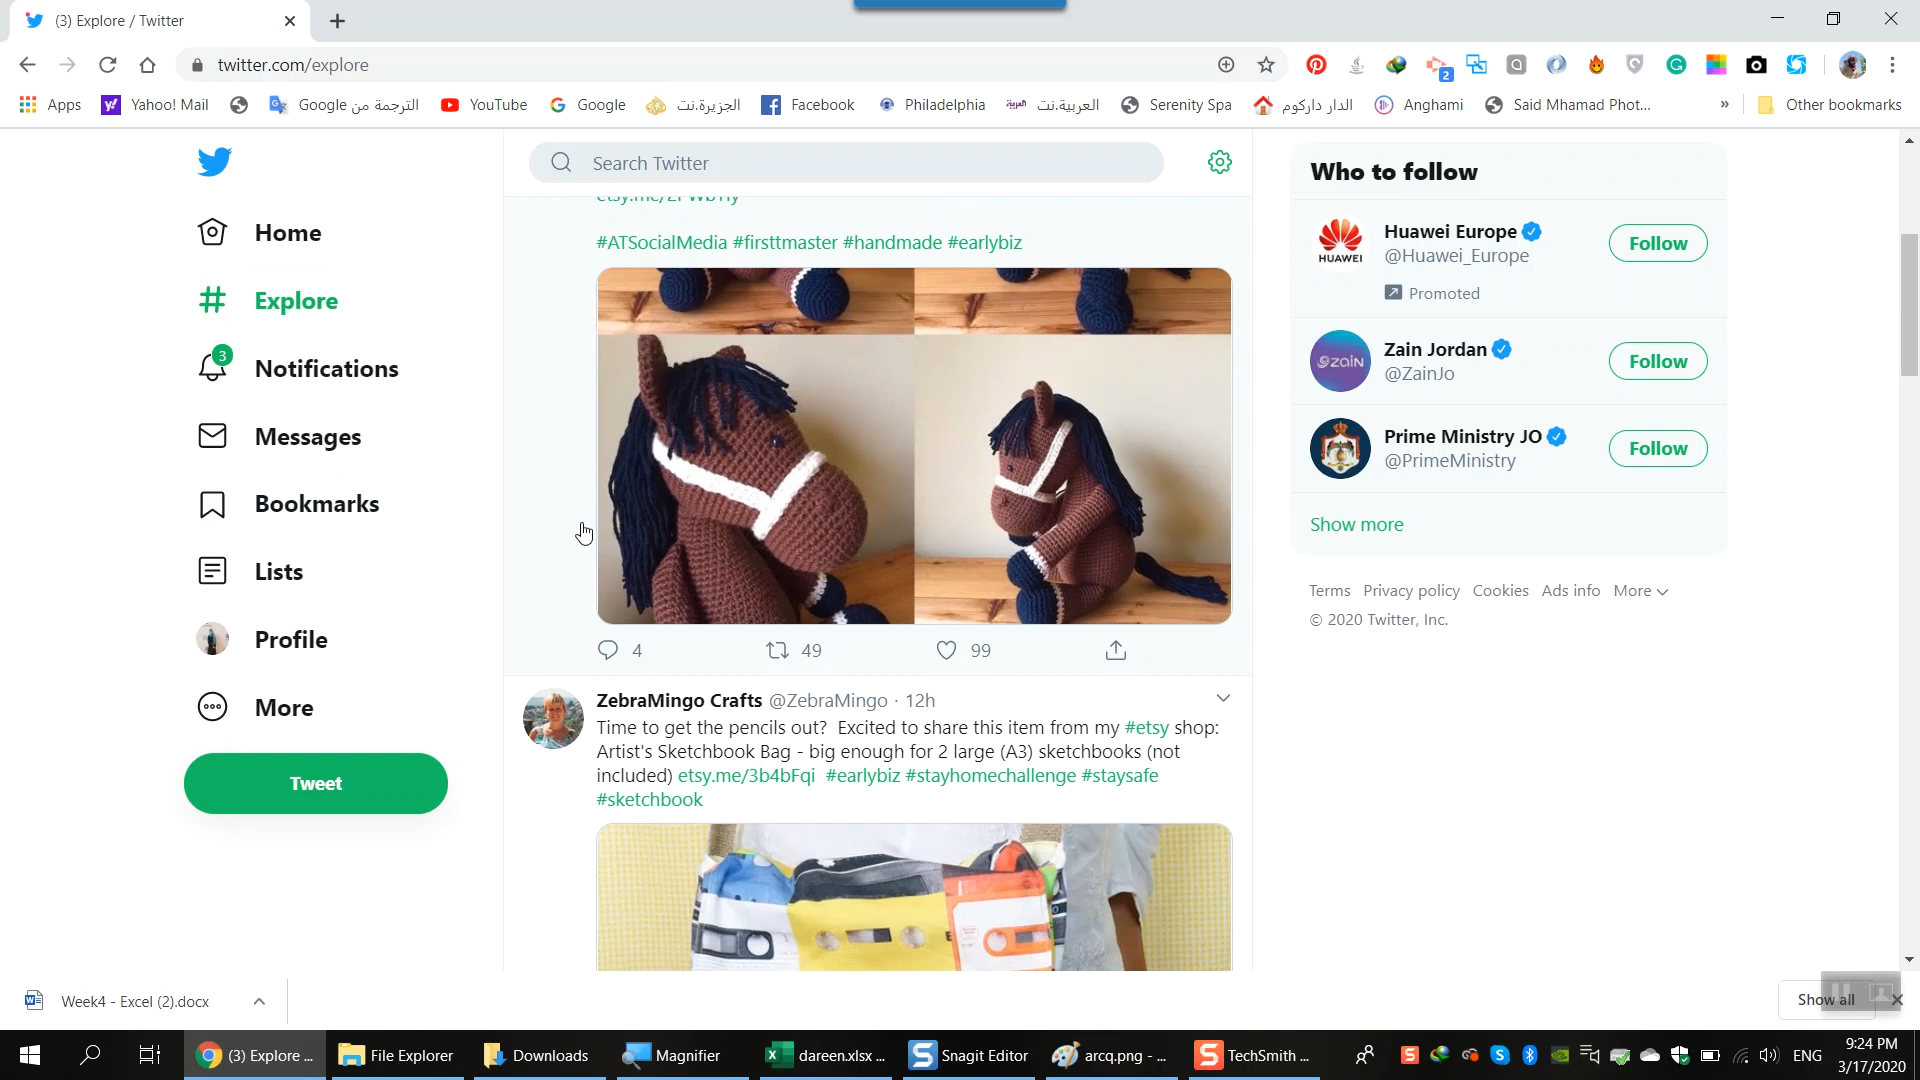 (3) Explore / Twitter
twitter.com/explore
2
Apps
Yahoo! Mail
Google الترجمة من
YouTube
Google
الجزيرة.نت
Facebook
Philadelphia
العربية.نت
Serenity Spa
الدار داركوم
Anghami
Said Mhamad Phot...
»
Other bookmarks
Home
Explore
3
Notifications
Messages
Bookmarks
Lists
Profile
More
Tweet
Search Twitter
#ATSocialMedia #firsttmaster #handmade #earlybiz
4
49
99
ZebraMingo Crafts @ZebraMingo · 12h
Time to get the pencils out? Excited to share this item from my #etsy shop:
Artist's Sketchbook Bag - big enough for 2 large (A3) sketchbooks (not
included) etsy.me/3b4bFqi #earlybiz #stayhomechallenge #staysafe
#sketchbook
Who to follow
HUAWEI
Huawei Europe
@Huawei_Europe
Promoted
Follow
zain
Zain Jordan
@ZainJo
Follow
Prime Ministry JO
@PrimeMinistry
Follow
Show more
Terms Privacy policy Cookies Ads info More
© 2020 Twitter, Inc.
Week4 - Excel (2).docx
Show all
(3) Explore ...
File Explorer
Downloads
Magnifier
dareen.xlsx ...
Snagit Editor
arcq.png - ...
TechSmith ...
ENG
9:24 PM
3/17/2020